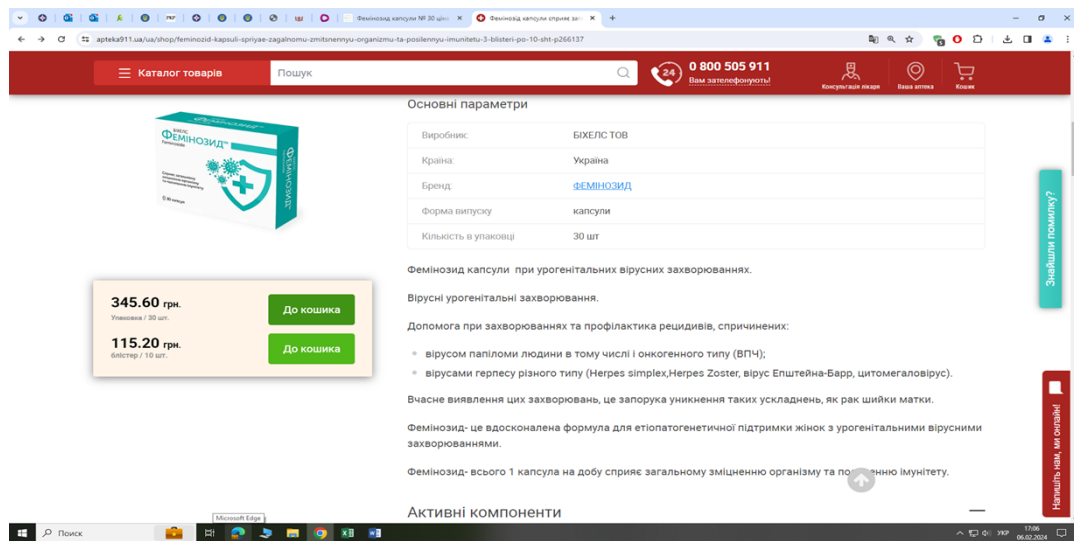 Фемінозид капсули № 30 ціне
Фемінозид капсули сприяє заг
apteka911.ua/ua/shop/feminozid-kapsuli-spriyae-zagalnomu-zmitsnennyu-organizmu-ta-posilennyu-imunitetu-3-blisteri-po-10-sht-p266137
Каталог товарів
Пошук
24
0 800 505 911
Вам зателефонують!
Консультація лікаря
Ваша аптека
Кошик
БІХЕЛС
ФЕМІНОЗИД
ФЕМІНОЗИД
30 капсул
345.60 грн.
Упаковка / 30 шт.
До кошика
115.20 грн.
блістер / 10 шт.
До кошика
Основні параметри
Виробник: БІХЕЛС ТОВ
Країна: Україна
Бренд: ФЕМІНОЗИД
Форма випуску капсули
Кількість в упаковці 30 шт
Фемінозид капсули при урогенітальних вірусних захворюваннях.
Вірусні урогенітальні захворювання.
Допомога при захворюваннях та профілактика рецидивів, спричинених:
вірусом папіломи людини в тому числі і онкогенного типу (ВПЧ);
вірусами герпесу різного типу (Herpes simplex,Herpes Zoster, вірус Епштейна-Барр, цитомегаловірус).
Вчасне виявлення цих захворювань, це запорука уникнення таких ускладнень, як рак шийки матки.
Фемінозид- це вдосконалена формула для етіопатогенетичної підтримки жінок з урогенітальними вірусними
захворюваннями.
Фемінозид- всього 1 капсула на добу сприяє загальному зміцненню організму та імунітету.
Активні компоненти
Знайшли помилку?
Напишіть нам, ми онлайн!
Microsoft Edge
Поиск
УКР
17:06
06.02.2024